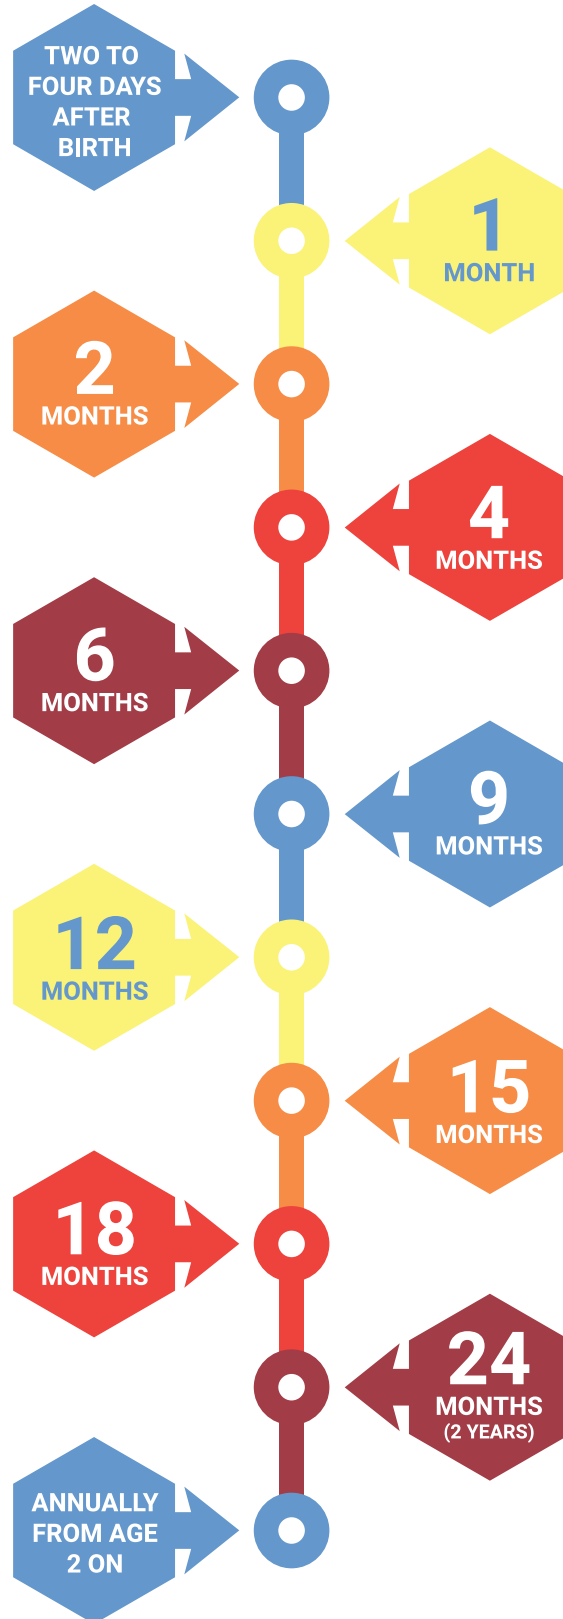 TWO TO
FOUR DAYS
AFTER
BIRTH
1
MONTH
2
MONTHS
4
MONTHS
6
MONTHS
9
MONTHS
12
MONTHS
15
MONTHS
18
MONTHS
24
MONTHS
(2 YEARS)
ANNUALLY
FROM AGE
2 ON